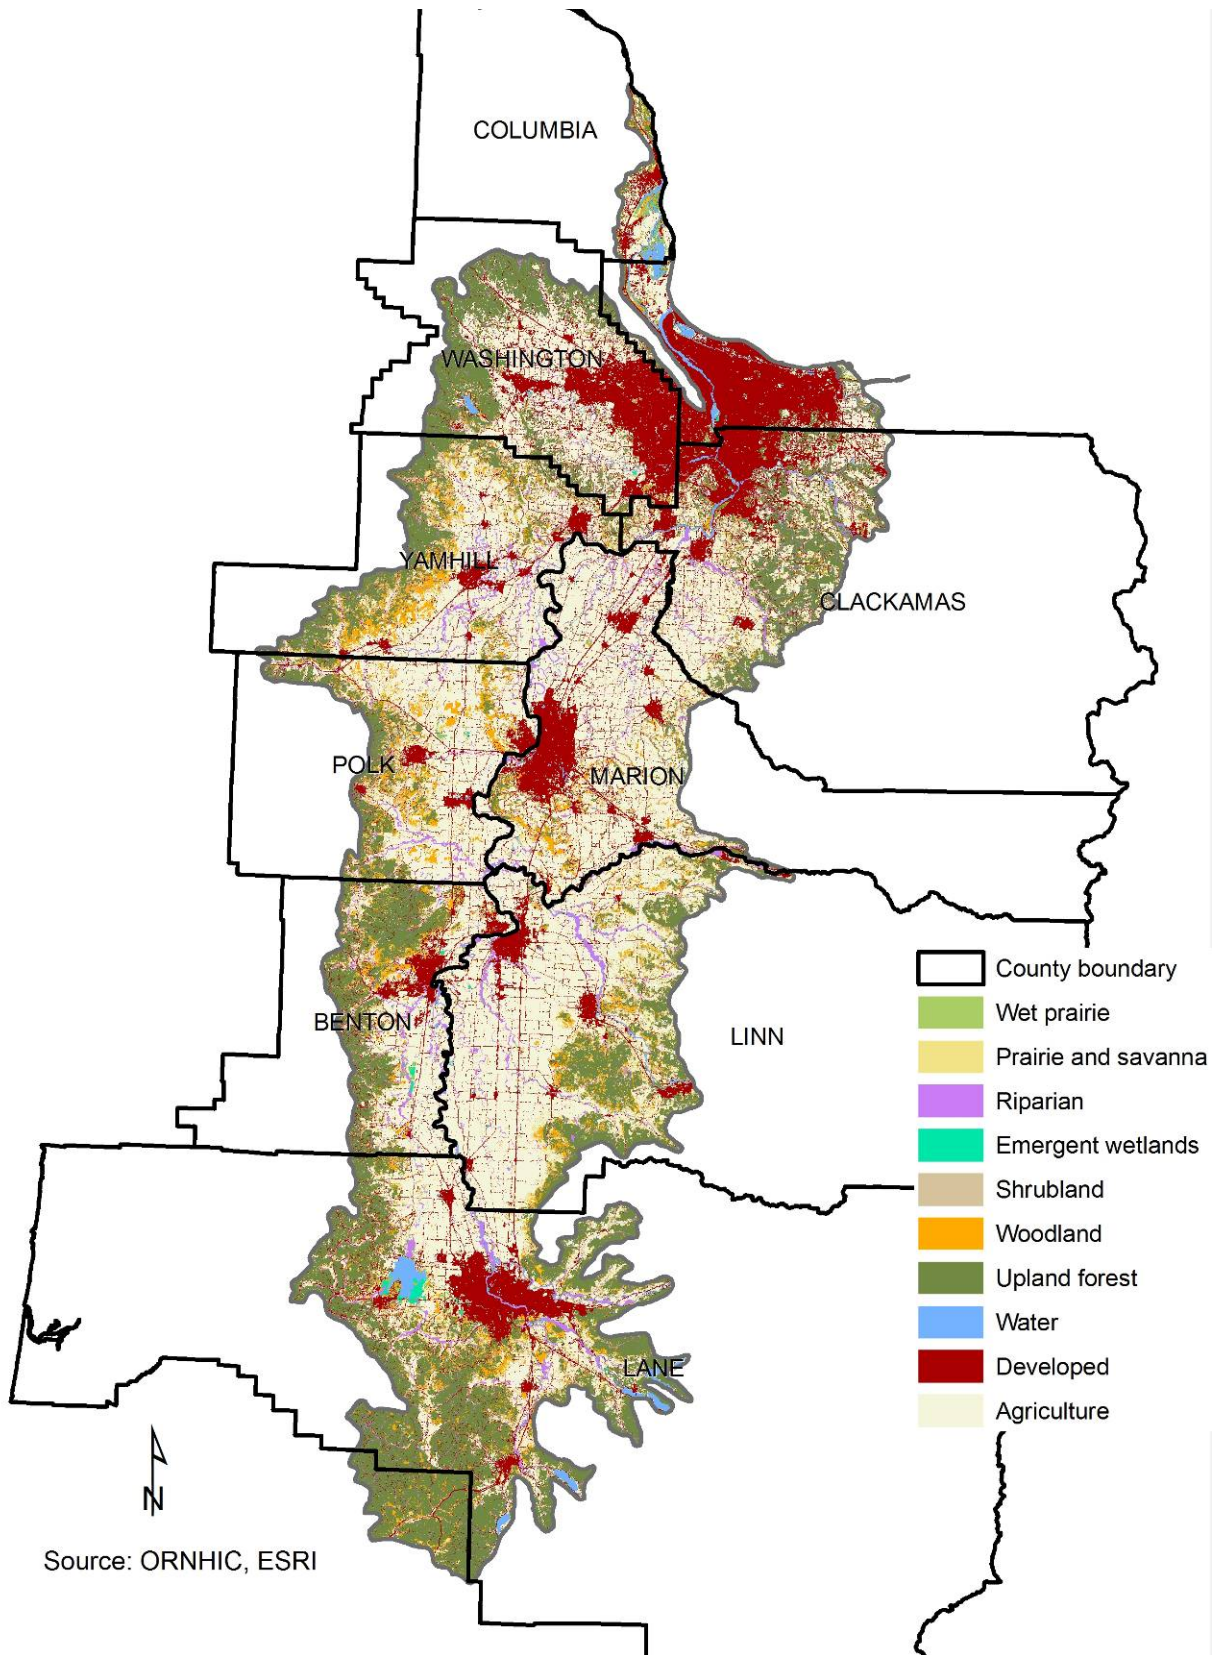 COLUMBIA
WASHINGTON
YAMHILL
CLACKAMAS
POLK
MARION
BENTON
LINN
LANE
County boundary
Wet prairie
Prairie and savanna
Riparian
Emergent wetlands
Shrubland
Woodland
Upland forest
Water
Developed
Agriculture
N
Source: ORNHIC, ESRI